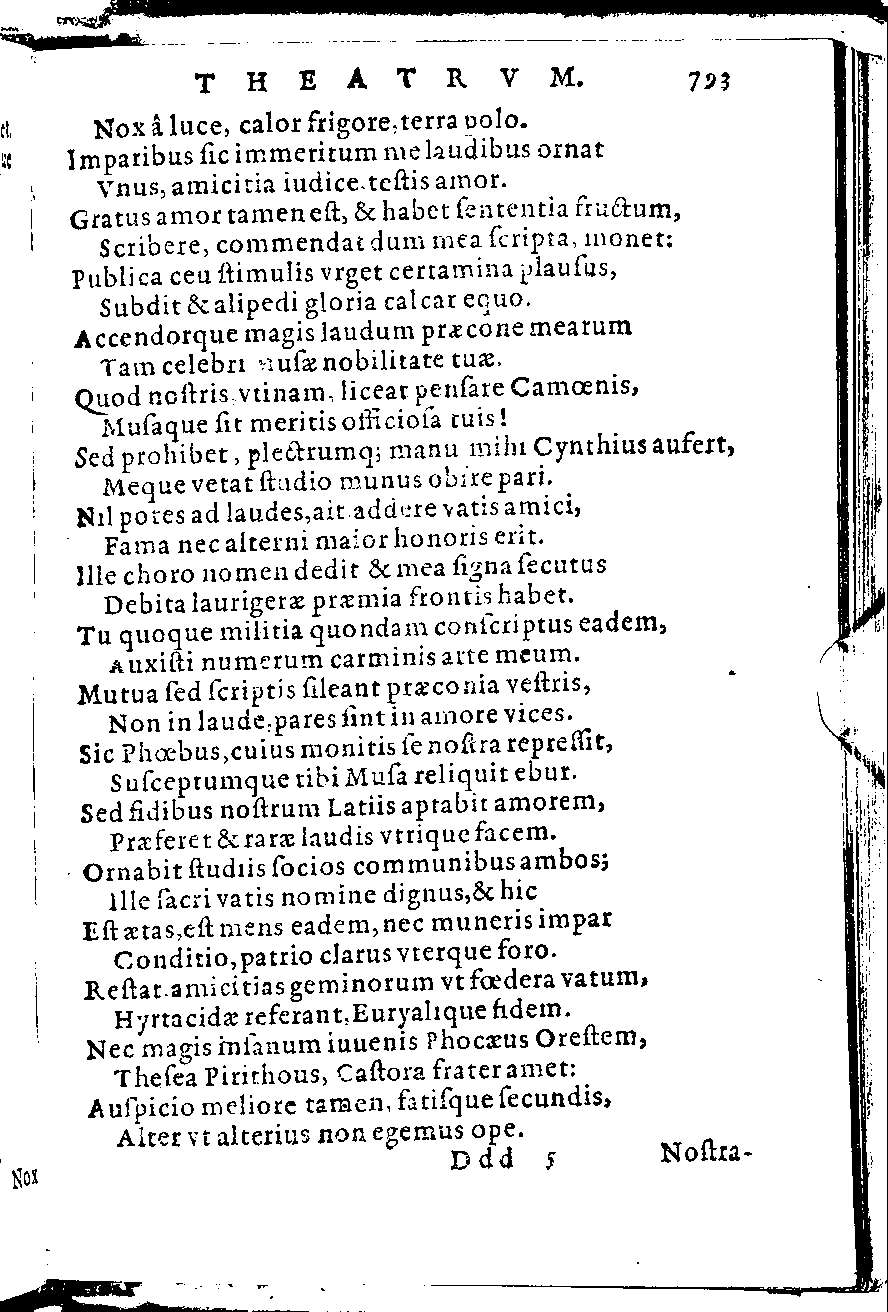 THEATRVM. 793
Nox â luce, calor frigore, terra polo.
Imparibus ſic immeritum me laudibus ornat
Vnus, amicitia iudice, teſtis amor.
Gratus amor tamen eſt, & habet ſententia fructum,
Scribere, commendat dum mea ſcripta, monet:
Publica ceu ſtimulis vrget certamina plauſus,
Subdit & alipedi gloria calcar equo.
Accendorque magis laudum præcone mearum
Tam celebri muſæ nobilitate tuæ.
Quod noſtris, vtinam, liceat penſare Camœnis,
Muſaque ſit meritis officioſa tuis!
Sed prohibet, plectrumq; manu mihi Cynthius aufert,
Meque vetat ſtudio munus obire pari.
Nil potes ad laudes, ait, addere vatis amici,
Fama nec alterni maior honoris erit.
Ille choro nomen dedit & mea ſigna ſecutus
Debita laurigeræ præmia frontis habet.
Tu quoque militia quondam conſcriptus eadem,
Auxiſti numerum carminis arte meum.
Mutua ſed ſcriptis ſileant præconia veſtris,
Non in laude, pares ſint in amore vices.
Sic Phœbus, cuius monitis ſe noſtra repreſſit,
Suſceptumque tibi Muſa reliquit ebur.
Sed fidibus noſtrum Latiis aptabit amorem,
Præferet & raræ laudis vtrique facem.
Ornabit ſtudiis ſocios communibus ambos;
Ille ſacri vatis nomine dignus, & hic
Eſt ætas, eſt mens eadem, nec muneris impar
Conditio, patrio clarus vterque foro.
Reſtat amicitias geminorum vt fœdera vatum,
Hyrtacidæ referant, Euryalique fidem.
Nec magis inſanum iuuenis Phocæus Oreſtem,
Theſea Pirithous, Caſtora frater amet:
Auſpicio meliore tamen, fatiſque ſecundis,
Alter vt alterius non egemus ope.
Ddd 5 Noſtra-
Nox